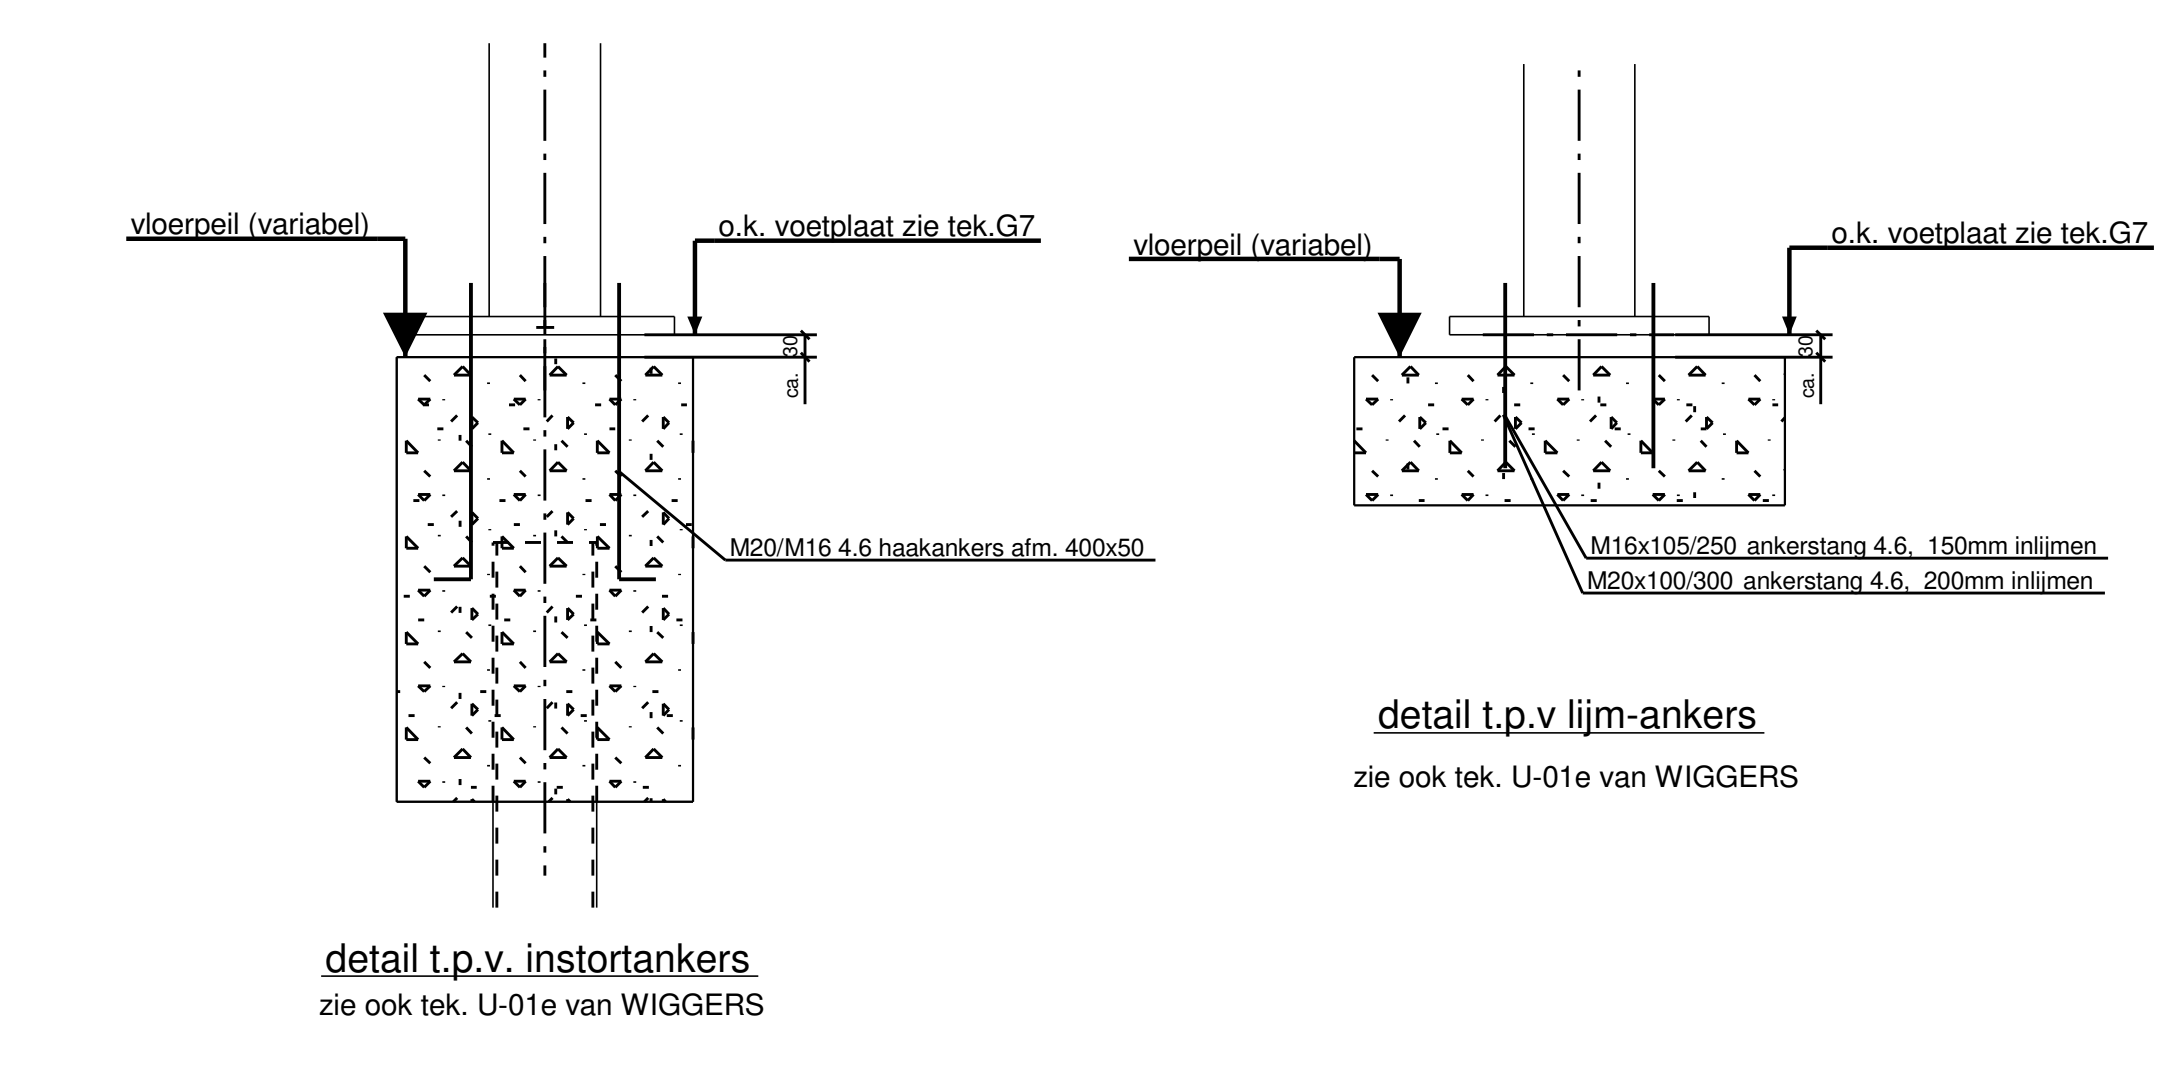 vloerpeil (variabel)
o.k. voetplaat zie tek.G7
ca. 30
M20/M16 4.6 haakankers afm. 400x50
detail t.p.v. instortankers
zie ook tek. U-01e van WIGGERS
vloerpeil (variabel)
o.k. voetplaat zie tek.G7
ca. 30
M16x105/250 ankerstang 4.6, 150mm inlijmen
M20x100/300 ankerstang 4.6, 200mm inlijmen
detail t.p.v lijm-ankers
zie ook tek. U-01e van WIGGERS